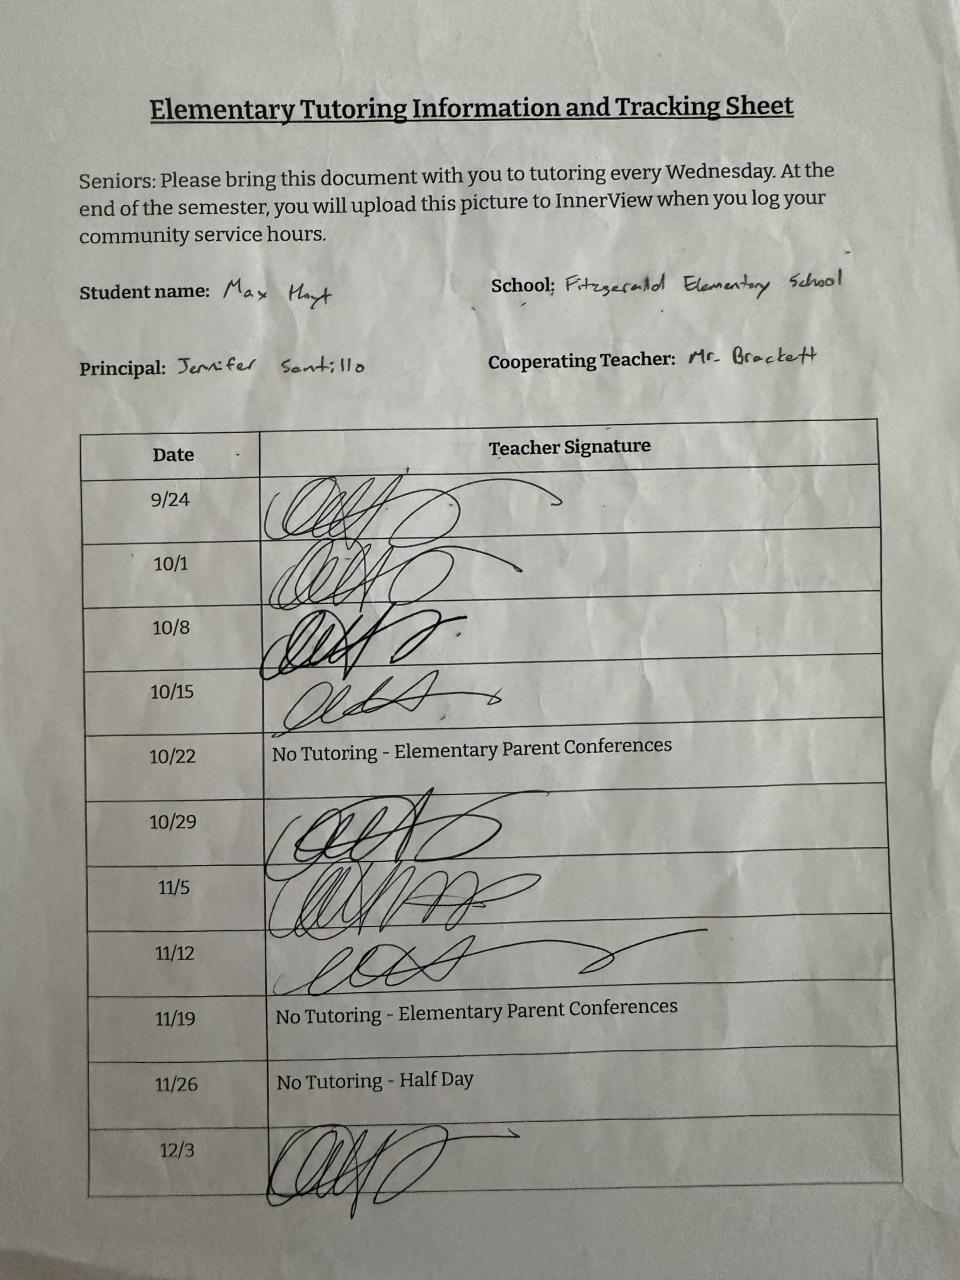 Elementary Tutoring Information and Tracking Sheet
Seniors: Please bring this document with you to tutoring every Wednesday. At the
end of the semester, you will upload this picture to InnerView when you log your
community service hours.
Student name: Max Hoyt School: Fitzgerald Elementary School
Principal: Jennifer Santillo Cooperating Teacher: Mr. Brackett
Date Teacher Signature
9/24
10/1
10/8
10/15
10/22 No Tutoring - Elementary Parent Conferences
10/29
11/5
11/12
11/19 No Tutoring - Elementary Parent Conferences
11/26 No Tutoring - Half Day
12/3